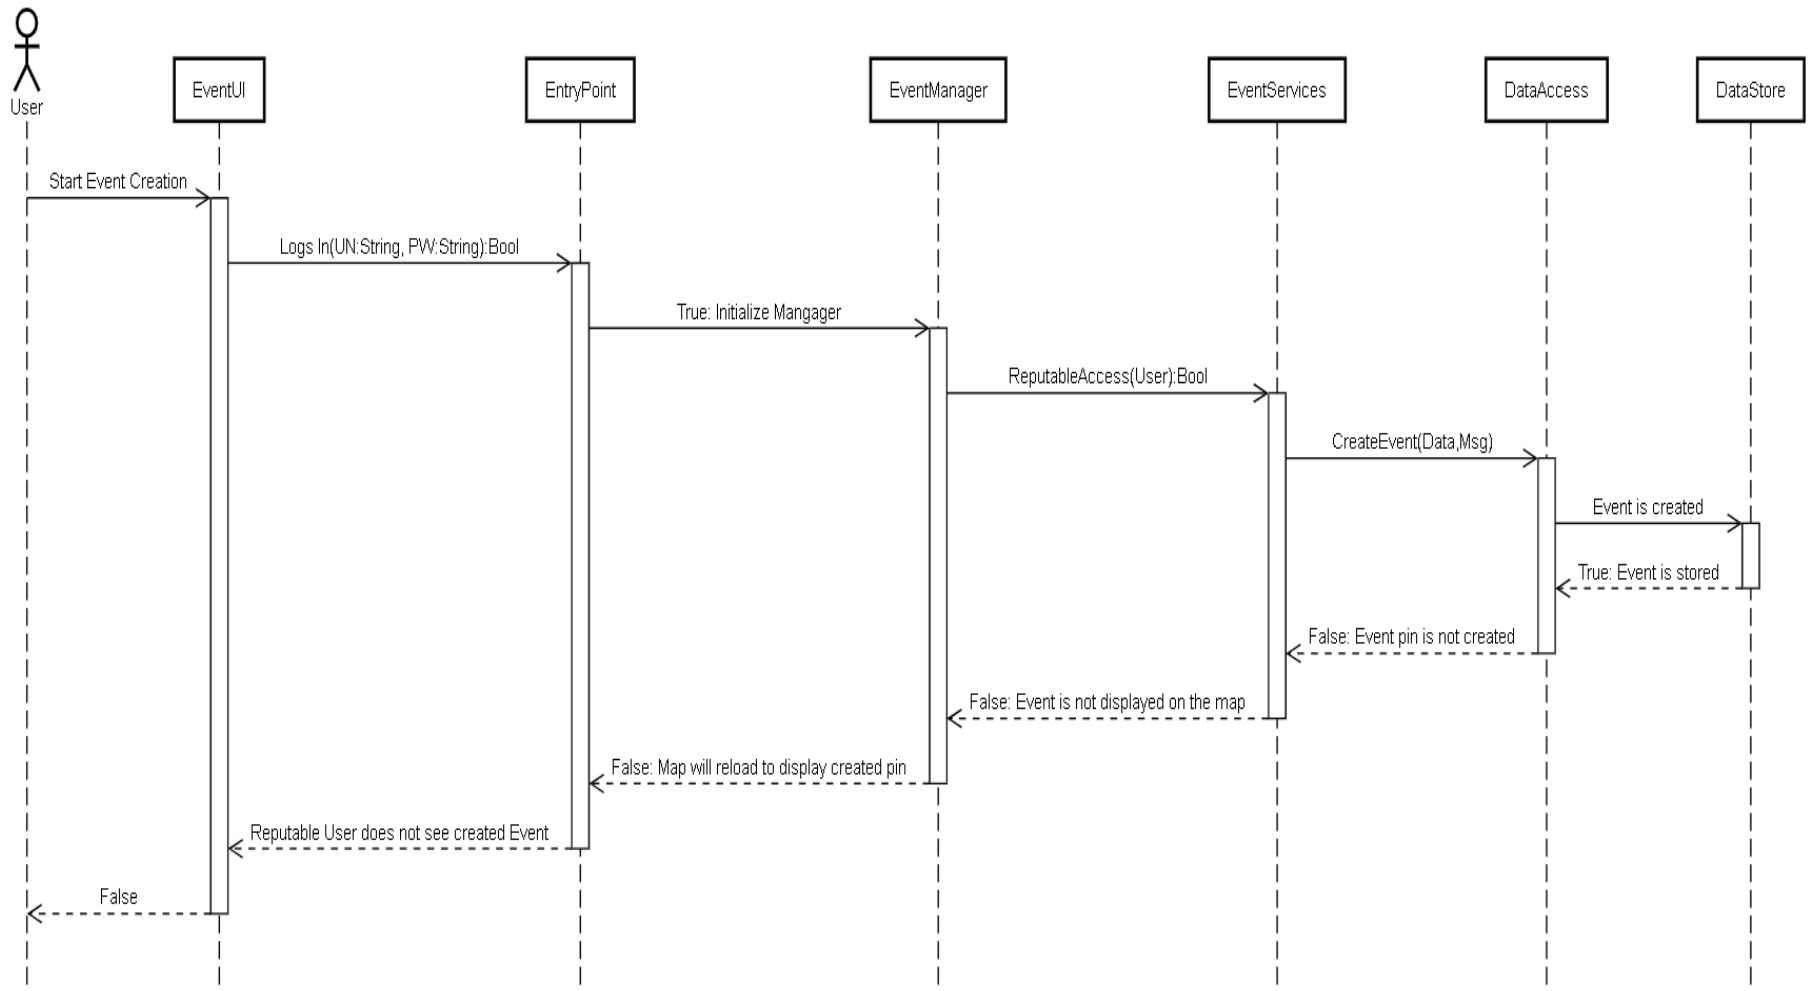 User
EventUI
EntryPoint
EventManager
EventServices
DataAccess
DataStore
Start Event Creation
Logs In(UN:String, PW:String):Bool
True: Initialize Mangager
ReputableAccess(User):Bool
CreateEvent(Data,Msg)
Event is created
True: Event is stored
False: Event pin is not created
False: Event is not displayed on the map
False: Map will reload to display created pin
Reputable User does not see created Event
False